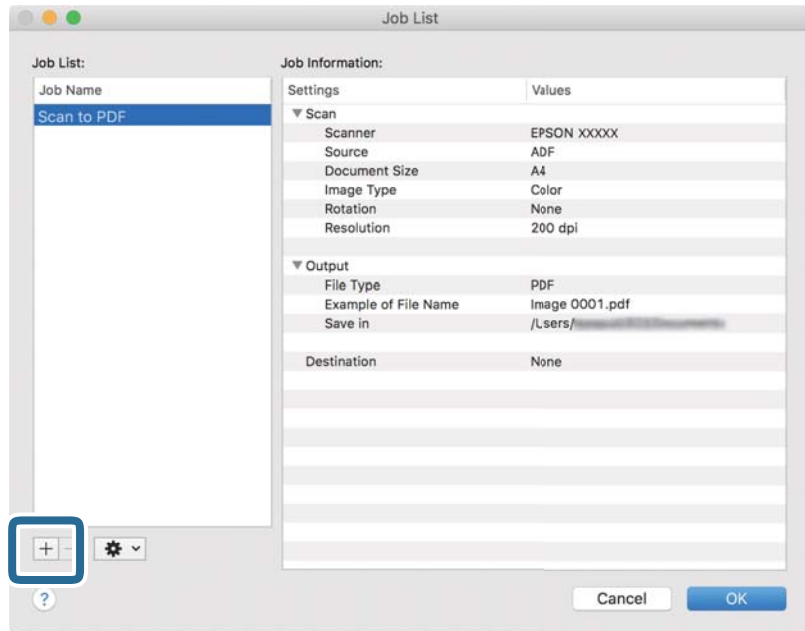 Job List
Job List:
Job Information:
Job Name
Settings Values
Scan to PDF
▼ Scan
Scanner EPSON XXXXX
Source ADF
Document Size A4
Image Type Color
Rotation None
Resolution 200 dpi
▼ Output
File Type PDF
Example of File Name Image 0001.pdf
Save in /Users/
Destination None
+ −
?
Cancel OK